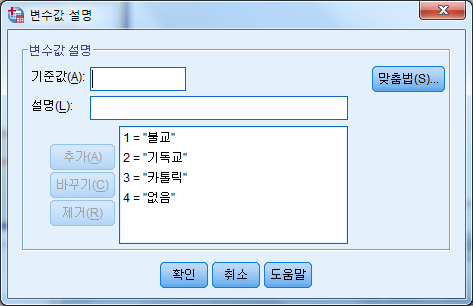 변수값 설명
변수값 설명
기준값(A):
맞춤법(S)...
설명(L):
추가(A)
바꾸기(C)
제거(R)
1 = "불교"
2 = "기독교"
3 = "카톨릭"
4 = "없음"
확인 취소 도움말